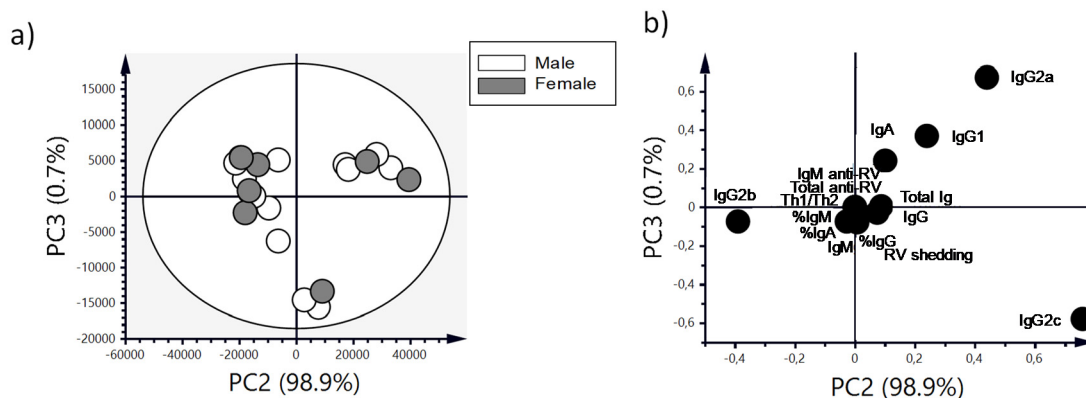 a)
Male
Female
15000
10000
5000
0
-5000
-10000
-15000
-20000
PC3 (0.7%)
-60000 -40000 -20000 0 20000 40000
PC2 (98.9%)
b)
0,6
0,4
0,2
0
-0,2
-0,4
-0,6
PC3 (0.7%)
IgG2a
IgG1
IgA
IgM anti-RV
Total anti-RV
IgG2b
Th1/Th2
Total Ig
%IgM
IgG
%IgA
IgM
%IgG
RV shedding
IgG2c
-0,4 -0,2 0 0,2 0,4 0,6
PC2 (98.9%)